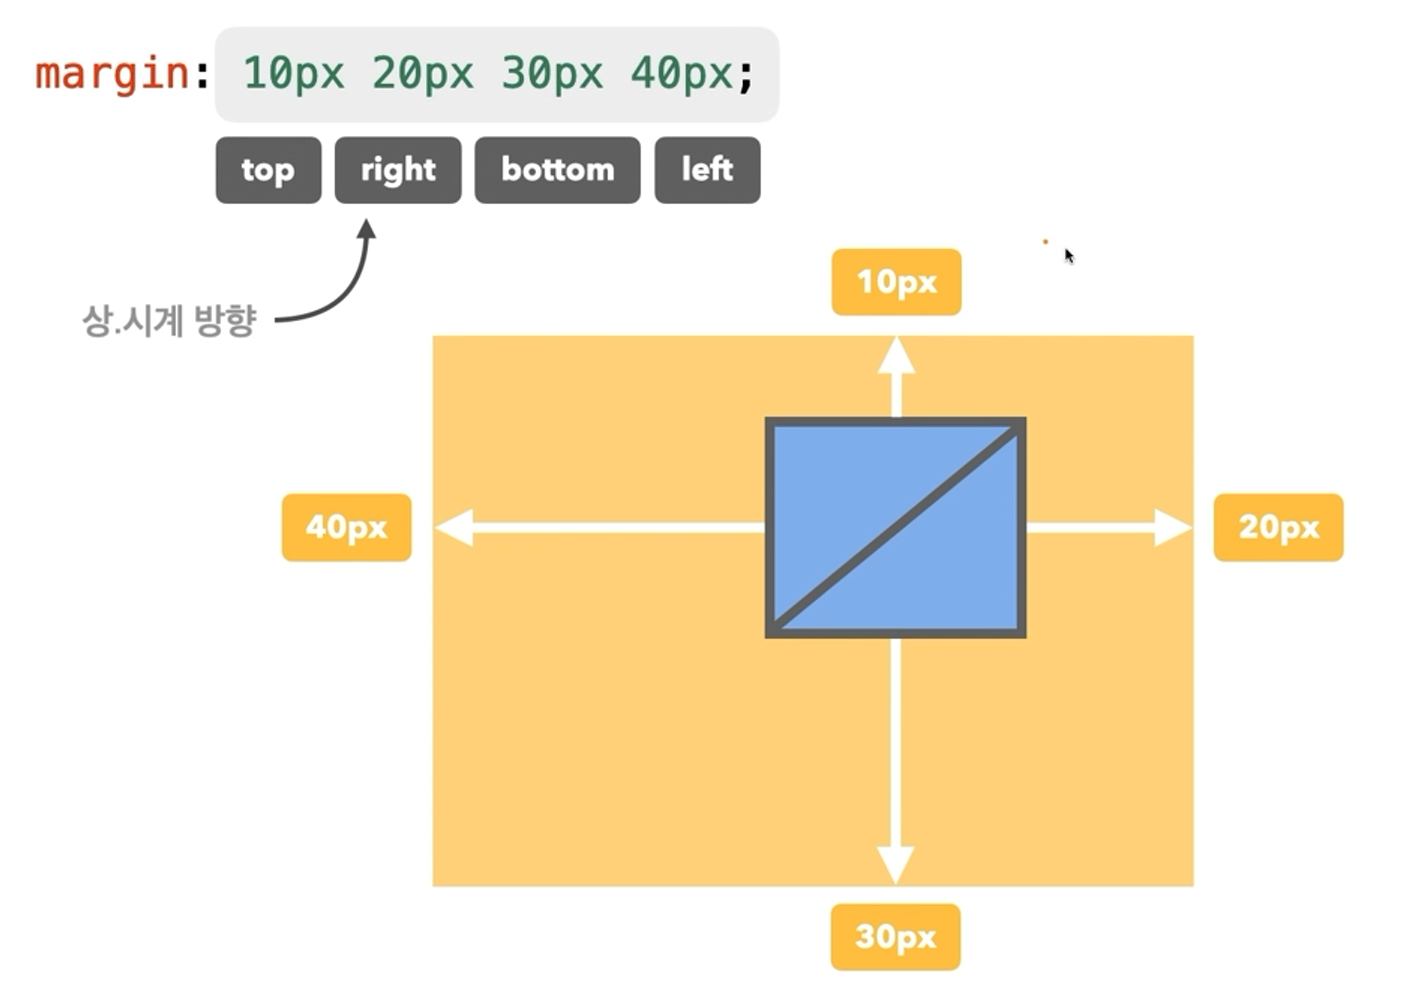 margin: 10px 20px 30px 40px;
top right bottom left
상.시계 방향
10px
40px 20px
30px